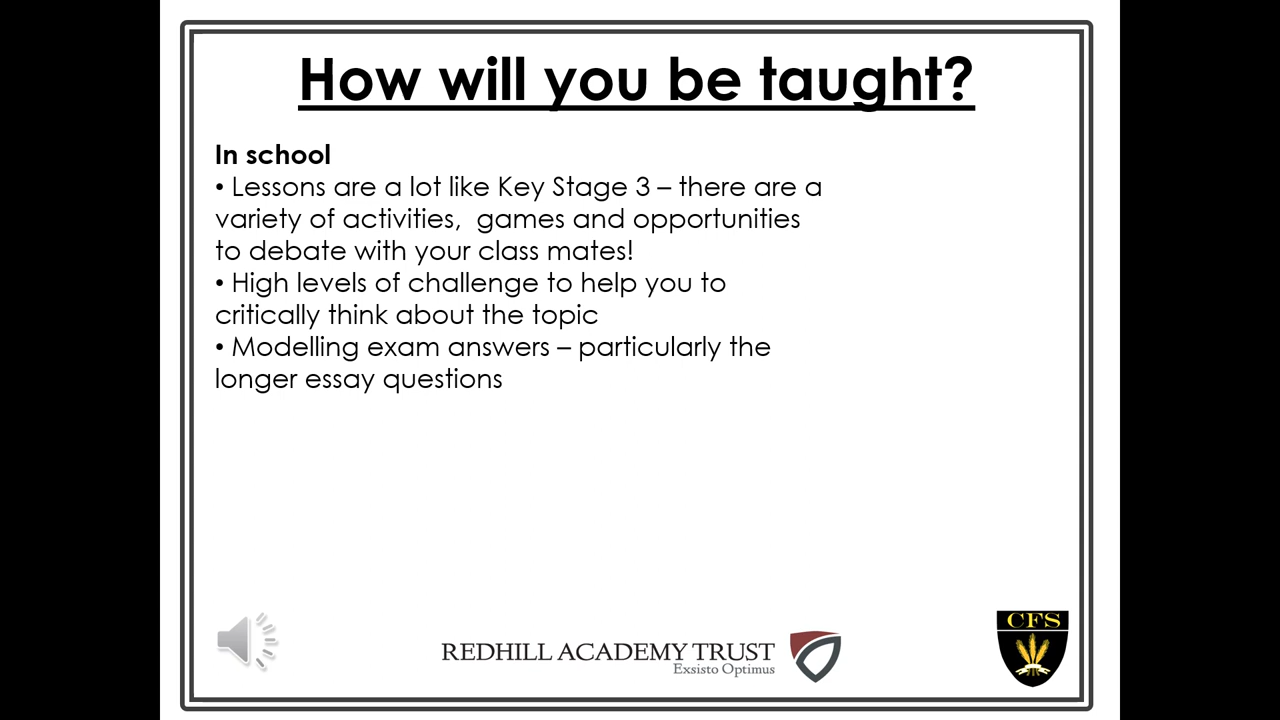 How will you be taught?
In school
• Lessons are a lot like Key Stage 3 – there are a
variety of activities,  games and opportunities
to debate with your class mates!
• High levels of challenge to help you to
critically think about the topic
• Modelling exam answers – particularly the
longer essay questions
REDHILL ACADEMY TRUST
Exsisto Optimus
CFS